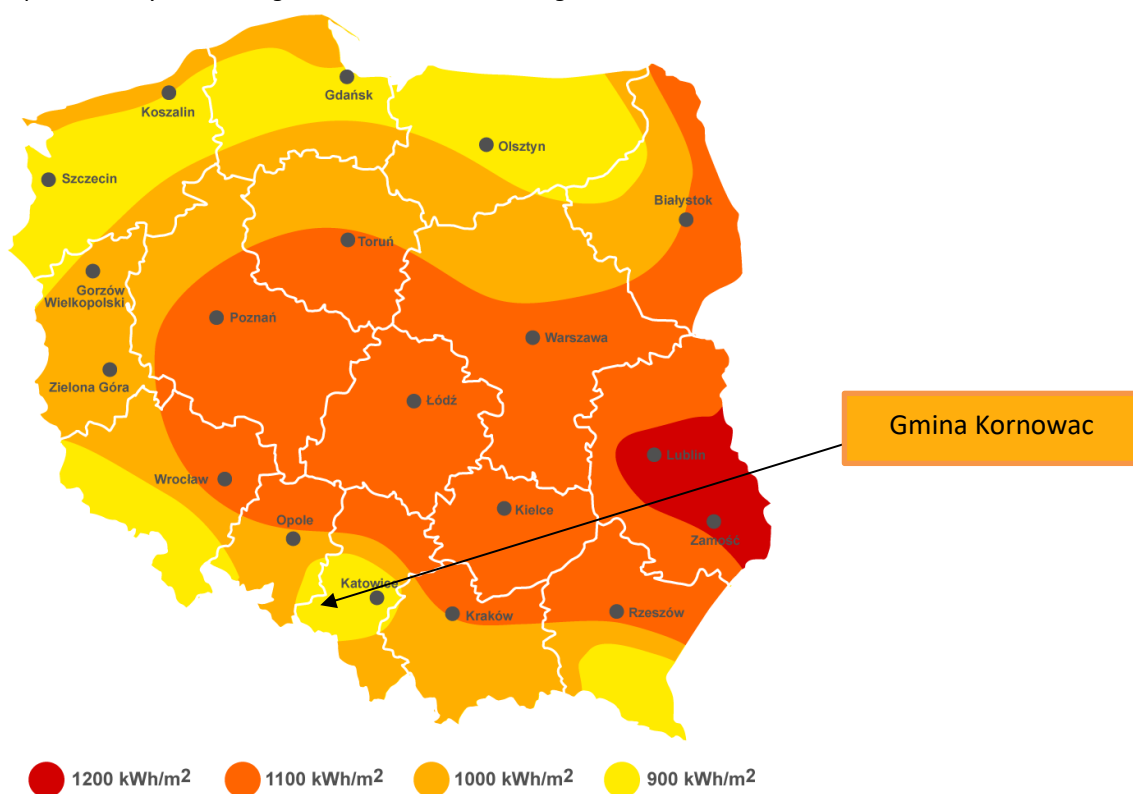 Gdańsk
Koszalin
Olsztyn
Szczecin
Białystok
Toruń
Gorzów
Wielkopolski
Poznań
Warszawa
Zielona Góra
Łódź
Gmina Kornowac
Lublin
Wrocław
Kielce
Opole
Zamość
Katowice
Kraków
Rzeszów
1200 kWh/m2 1100 kWh/m2 1000 kWh/m2 900 kWh/m2